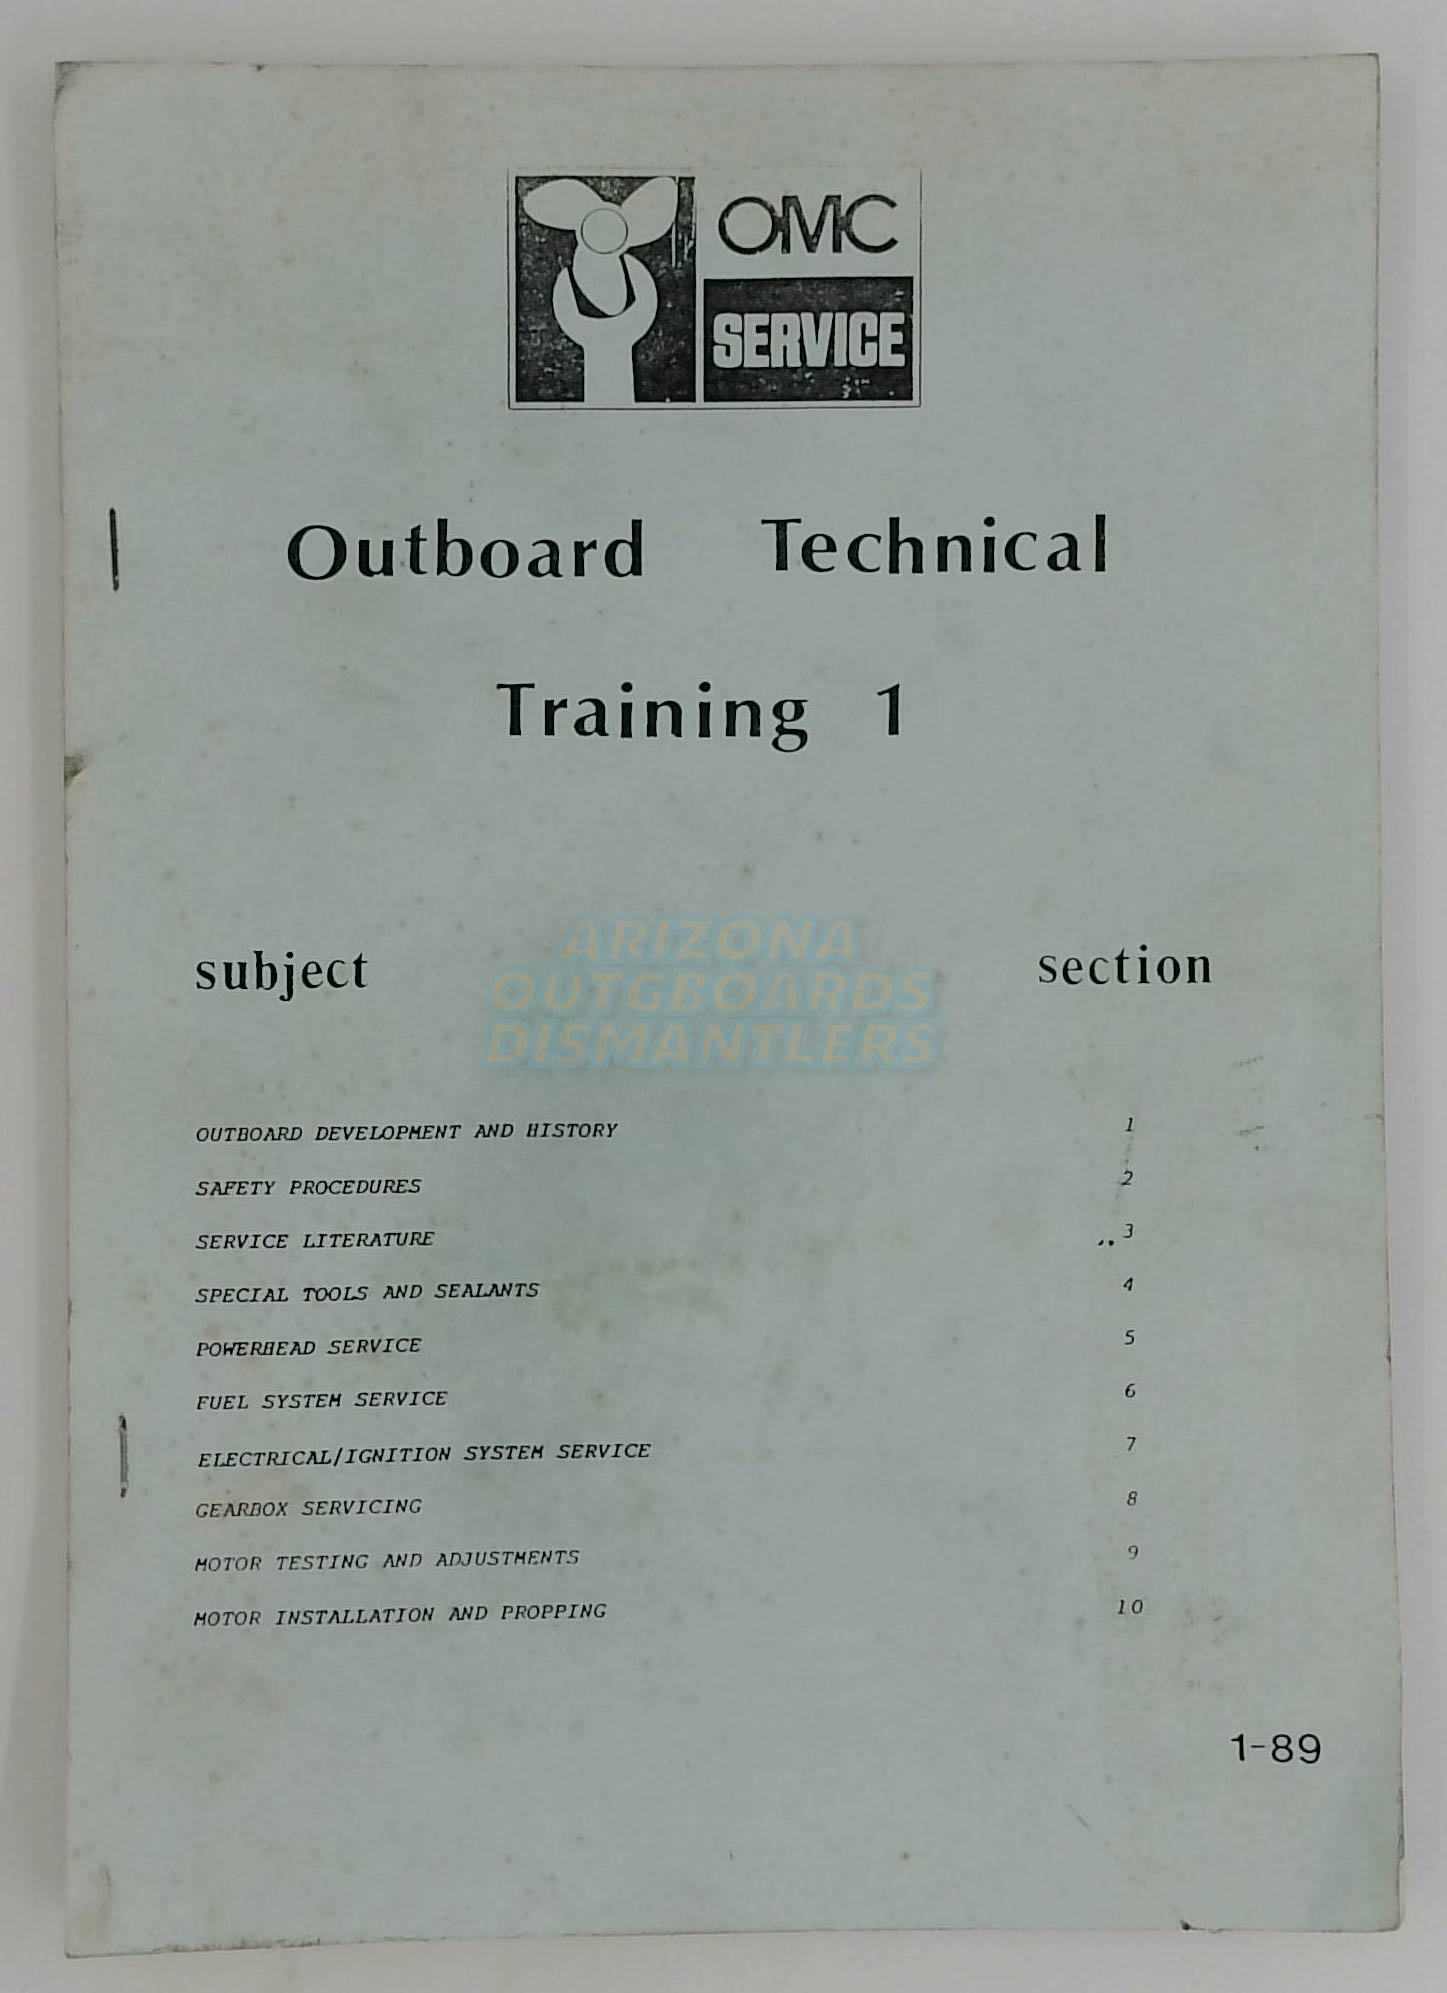 OMC
SERVICE
Outboard Technical
Training 1
subject section
ARIZONA
OUTGBOARDS
DISMANTLERS
OUTBOARD DEVELOPMENT AND HISTORY 1
SAFETY PROCEDURES 2
SERVICE LITERATURE 3
SPECIAL TOOLS AND SEALANTS 4
POWERHEAD SERVICE 5
FUEL SYSTEM SERVICE 6
ELECTRICAL/IGNITION SYSTEM SERVICE 7
GEARBOX SERVICING 8
MOTOR TESTING AND ADJUSTMENTS 9
MOTOR INSTALLATION AND PROPPING 10
1-89